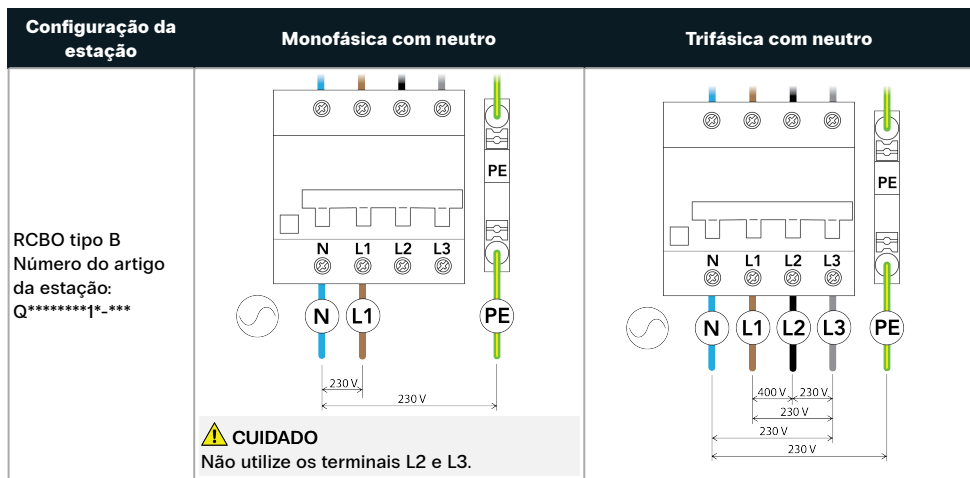 Configuração da
estação
Monofásica com neutro
Trifásica com neutro
RCBO tipo B
Número do artigo
da estação:
Q********1*-***
PE
N L1 L2 L3
N L1 PE
230 V
230 V
CUIDADO
Não utilize os terminais L2 e L3.
PE
N L1 L2 L3
N L1 L2 L3 PE
400 V 230 V
230 V
230 V
230 V